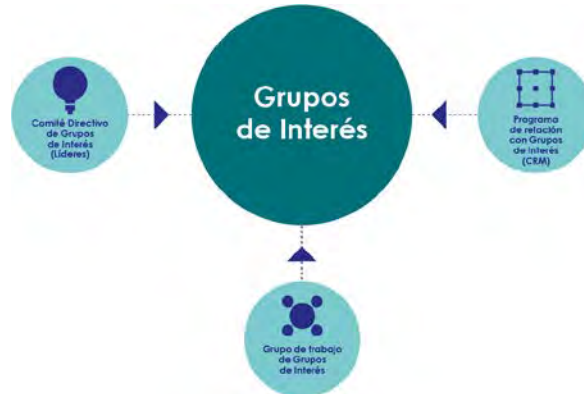 Grupos
de Interés
Comité Directivo
de Grupos
de Interés
(Líderes)
Programa
de relación
con Grupos
de Interés
(CRM)
Grupo de trabajo
de Grupos
de Interés